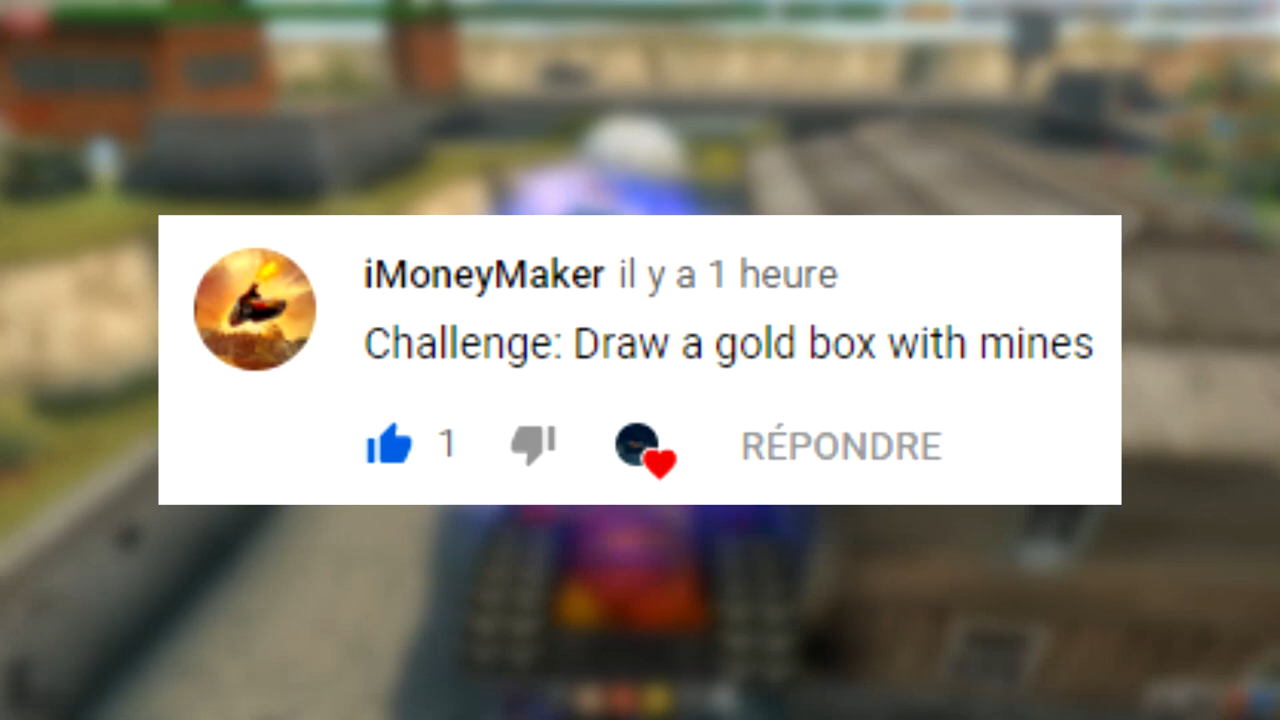 iMoneyMaker il y a 1 heure
Challenge: Draw a gold box with mines
1 RÉPONDRE